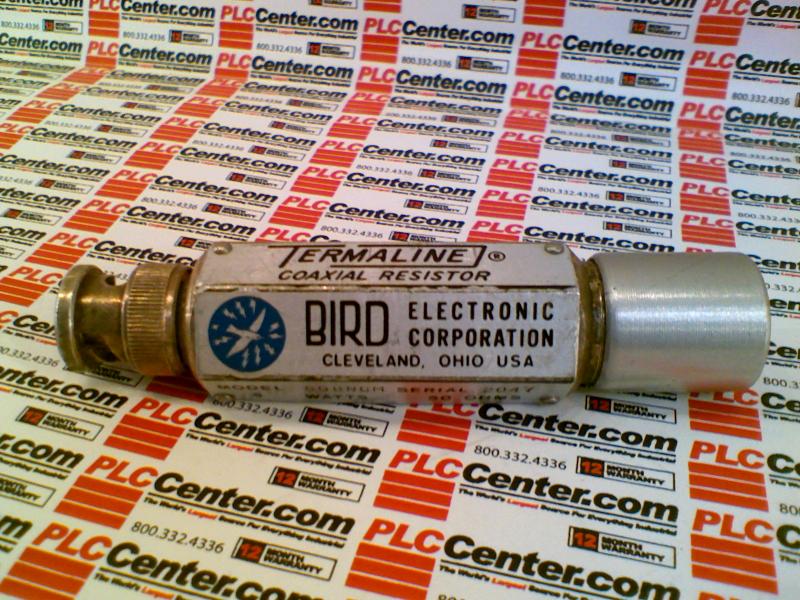 TERMALINE®
COAXIAL RESISTOR
BIRD ELECTRONIC
CORPORATION
CLEVELAND, OHIO USA
MODEL SERIAL 2047
WATTS 50 OHMS
PLCCenter.com
The World's Largest Source For Everything Industrial
800.332.4336
12 MONTH
WARRANTY